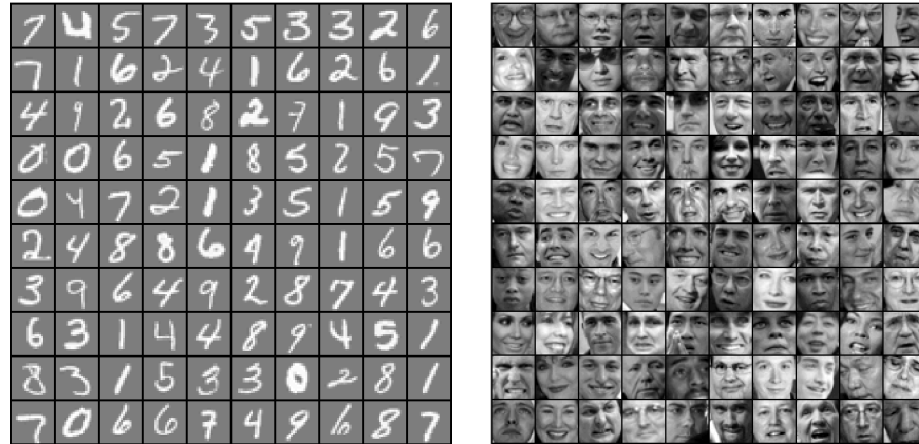 7 4 5 7 3 5 3 3 2 6
7 1 6 2 4 1 6 2 6 1
4 9 2 6 8 2 7 1 9 3
0 0 6 5 1 8 5 2 5 7
0 4 7 2 1 3 5 1 5 9
2 4 8 8 6 9 9 1 6 6
3 9 6 4 9 2 8 7 4 3
6 3 1 4 4 8 9 4 5 1
8 3 1 5 3 3 0 2 8 1
7 0 6 6 7 4 9 6 8 7